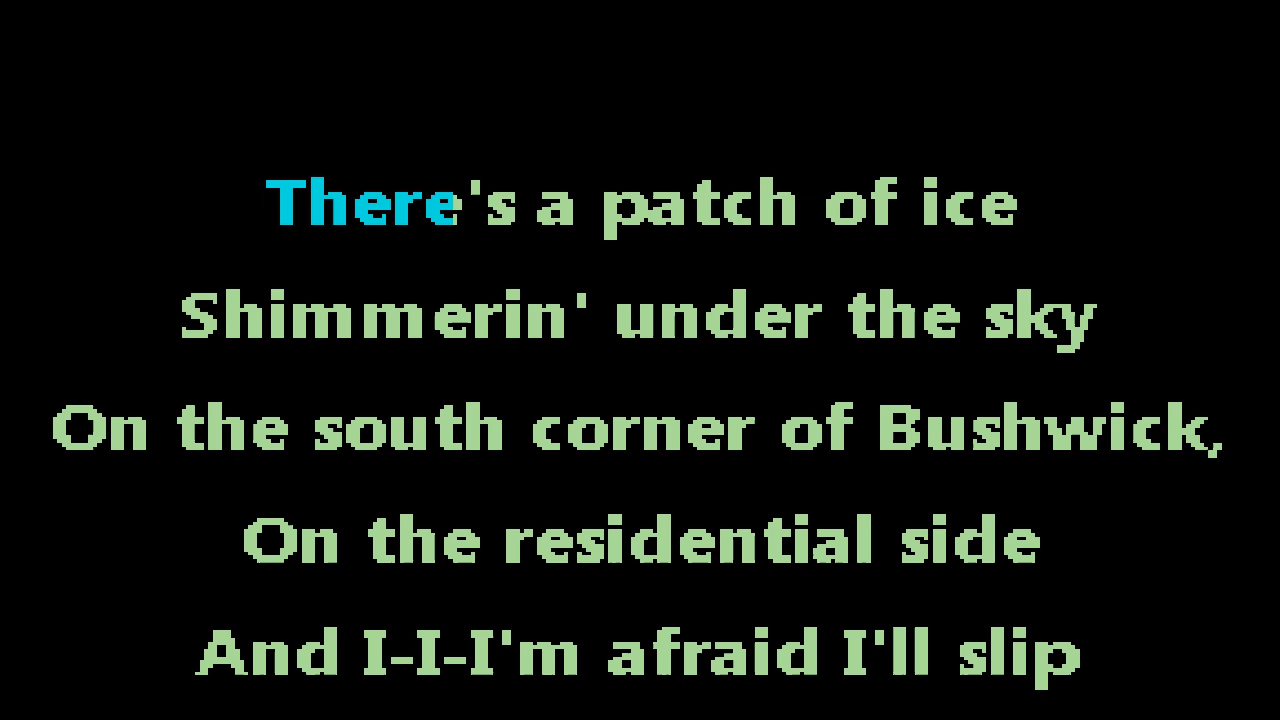 There's a patch of ice
Shimmerin' under the sky
On the south corner of Bushwick,
On the residential side
And I-I-I'm afraid I'll slip